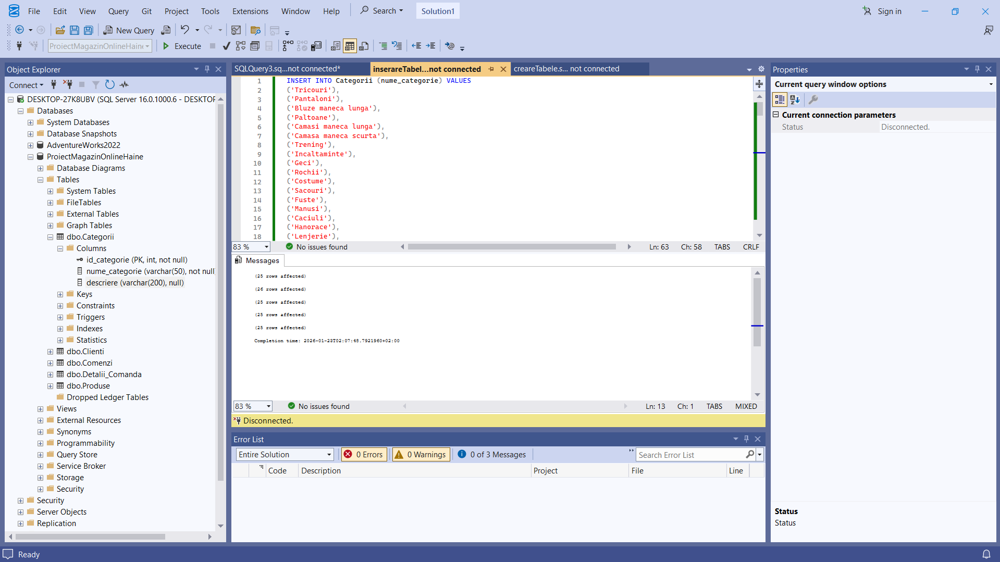 File Edit View Query Git Project Tools Extensions Window Help Search Solution1 Sign in
New Query
ProiectMagazinOnlineHaine Execute
Object Explorer
Connect
DESKTOP-27K8UBV (SQL Server 16.0.1000.6 - DESKTOP
Databases
System Databases
Database Snapshots
AdventureWorks2022
ProiectMagazinOnlineHaine
Database Diagrams
Tables
System Tables
FileTables
External Tables
Graph Tables
dbo.Categorii
Columns
id_categorie (PK, int, not null)
nume_categorie (varchar(50), not null
descriere (varchar(200), null)
Keys
Constraints
Triggers
Indexes
Statistics
dbo.Clienti
dbo.Comenzi
dbo.Detalii_Comanda
dbo.Produse
Dropped Ledger Tables
Views
External Resources
Synonyms
Programmability
Query Store
Service Broker
Storage
Security
Security
Server Objects
Replication
SQLQuery3.sq...not connected* inserareTabel...not connected creareTabele.s... not connected
1 INSERT INTO Categorii (nume_categorie) VALUES
2 ('Tricouri'),
3 ('Pantaloni'),
4 ('Bluze maneca lunga'),
5 ('Paltoane'),
6 ('Camasi maneca lunga'),
7 ('Camasa maneca scurta'),
8 ('Trening'),
9 ('Incaltaminte'),
10 ('Geci'),
11 ('Rochii'),
12 ('Costume'),
13 ('Sacouri'),
14 ('Fuste'),
15 ('Manusi'),
16 ('Caciuli'),
17 ('Hanorace'),
18 ('Lenjerie'),
83 % No issues found Ln: 63 Ch: 58 TABS CRLF
Messages
(25 rows affected)
(26 rows affected)
(25 rows affected)
(25 rows affected)
(25 rows affected)
Completion time: 2026-01-23T02:07:48.7921960+02:00
83 % No issues found Ln: 13 Ch: 1 TABS MIXED
Disconnected.
Error List
Entire Solution 0 Errors 0 Warnings 0 of 3 Messages Search Error List
Code Description Project File Line
Properties
Current query window options
Current connection parameters
Status Disconnected.
Status
Status
Ready